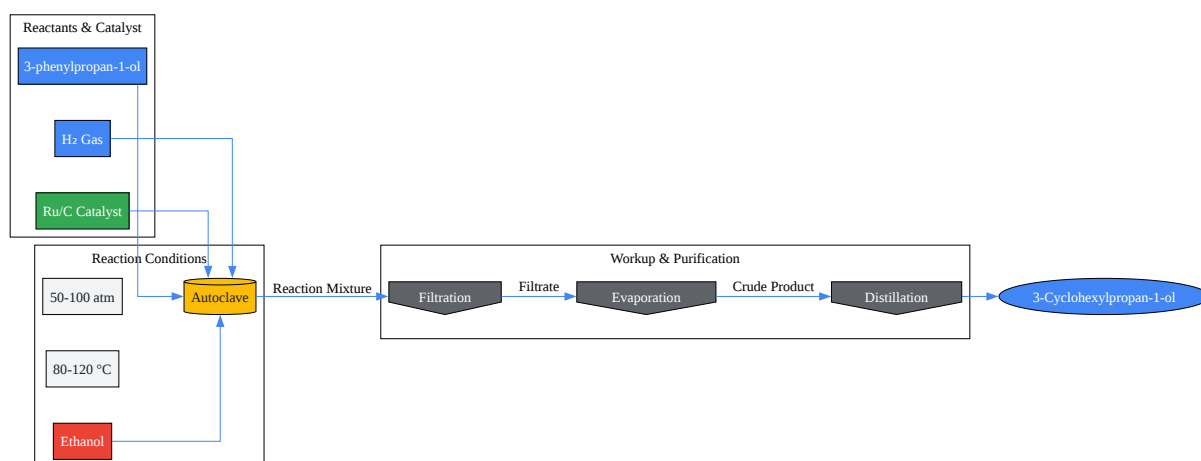 Reactants & Catalyst
3-phenylpropan-1-ol
H₂ Gas
Ru/C Catalyst
Reaction Conditions
50-100 atm
Autoclave
80-120 °C
Ethanol
Reaction Mixture
Workup & Purification
Filtration
Filtrate
Evaporation
Crude Product
Distillation
3-Cyclohexylpropan-1-ol